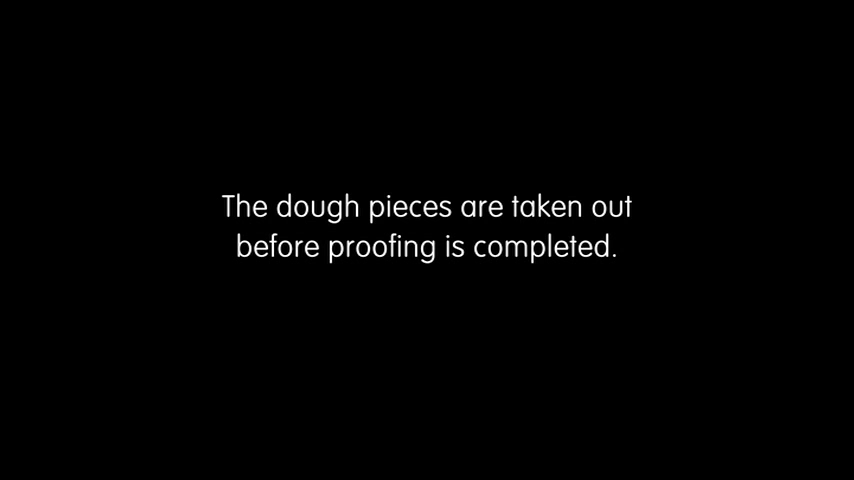 The dough pieces are taken out
before proofing is completed.